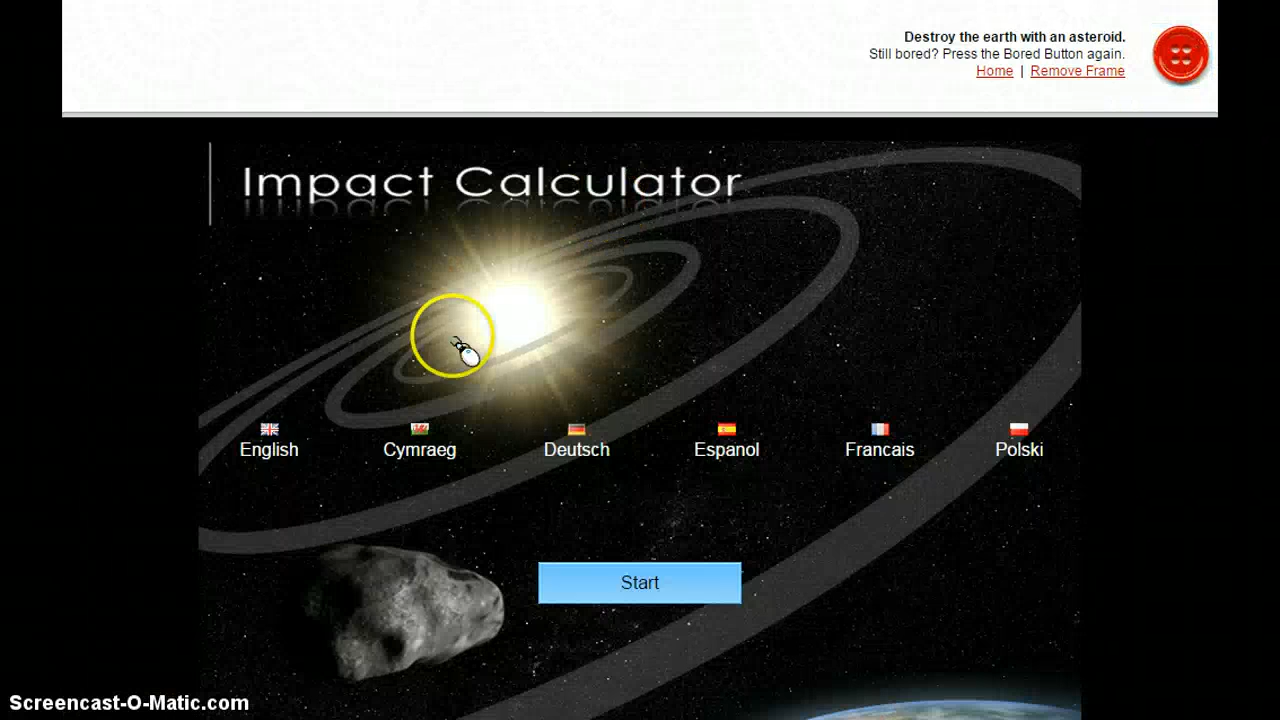 Destroy the earth with an asteroid.
Still bored? Press the Bored Button again.
Home | Remove Frame
Impact Calculator
English Cymraeg Deutsch Espanol Francais Polski
Start
Screencast-O-Matic.com